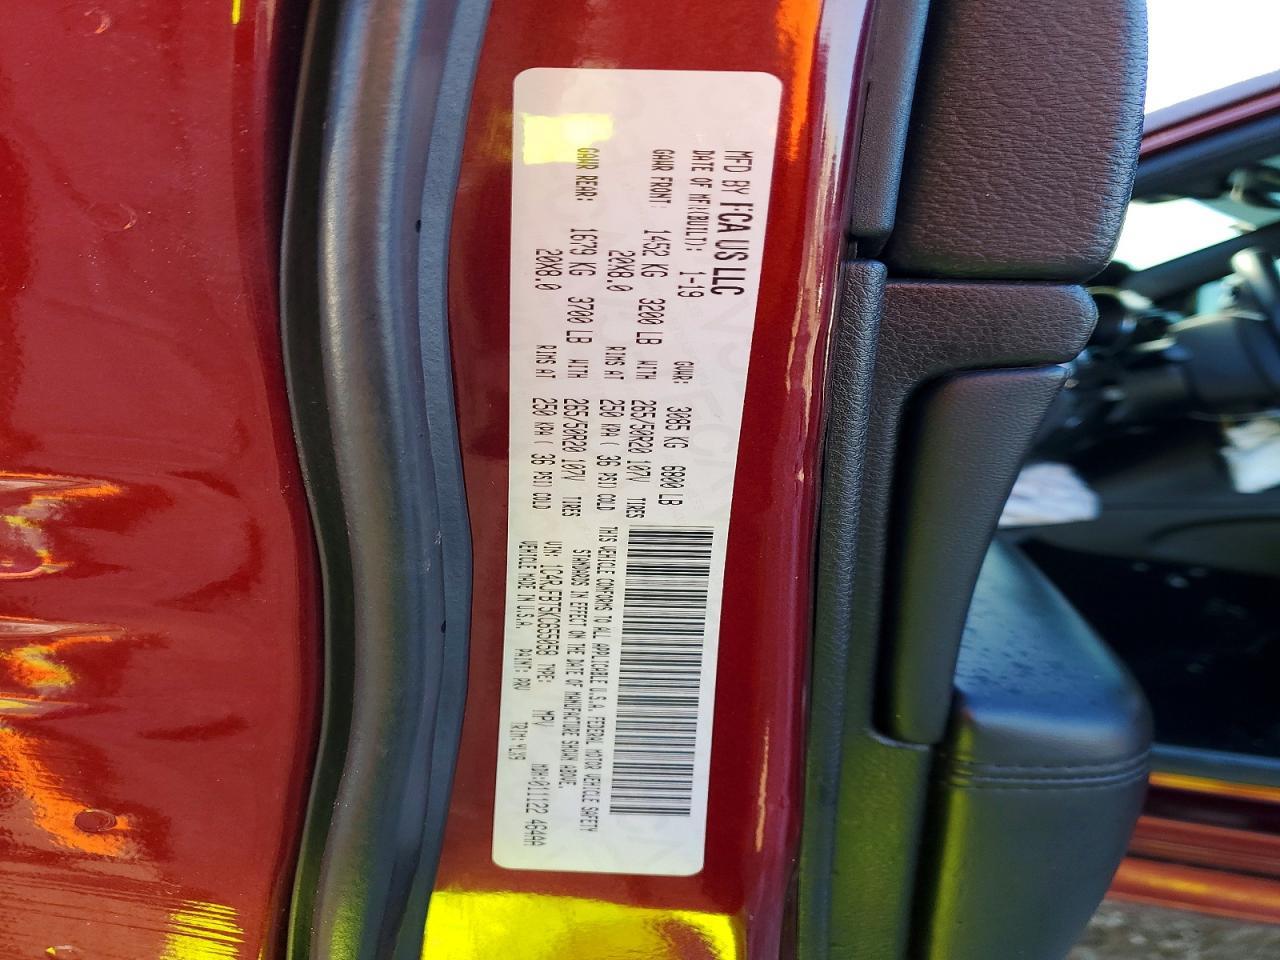 MFD BY FCA US LLC
DATE OF MFR(BUILT): 1-19 GVWR: 3085 KG 6800 LB
GAWR FRONT: 1452 KG 3200 LB WITH 265/50R20 107V TIRES
20X8.0 RIMS AT 250 KPA ( 36 PSI) COLD
GAWR REAR: 1679 KG 3700 LB WITH 265/50R20 107V TIRES
20X8.0 RIMS AT 250 KPA ( 36 PSI) COLD
THIS VEHICLE CONFORMS TO ALL APPLICABLE U.S.A. FEDERAL MOTOR VEHICLE SAFETY
STANDARDS IN EFFECT ON THE DATE OF MANUFACTURE SHOWN ABOVE.
TYPE: MPV
VEHICLE MADE IN U.S.A. PAINT: PRV TRIM: